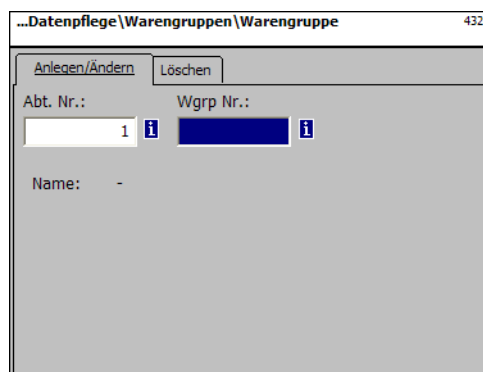 ...Datenpflege\Warengruppen\Warengruppe 432
Anlegen/Ändern Löschen
Abt. Nr.: Wgrp Nr.:
1 i i
Name: -